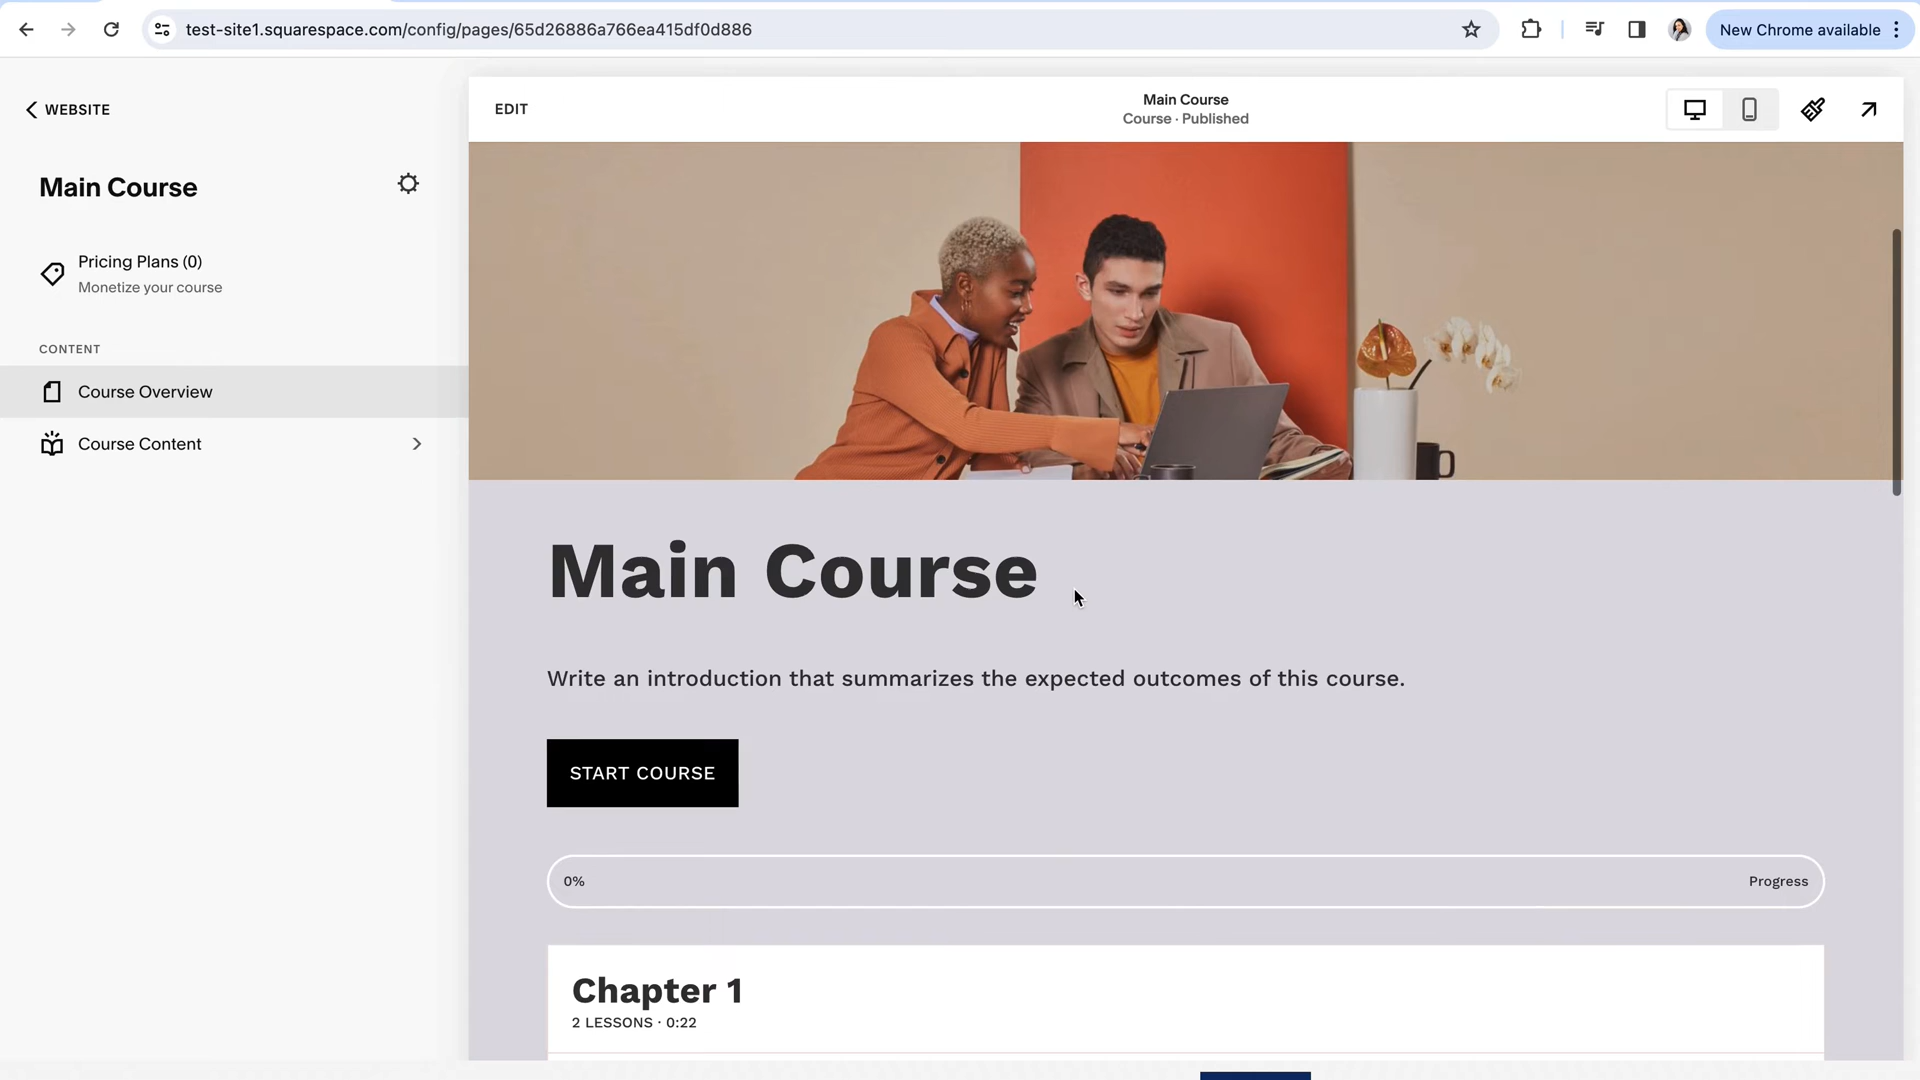 test-site1.squarespace.com/config/pages/65d26886a766ea415df0d886
New Chrome available
WEBSITE
Main Course
Pricing Plans (0)
Monetize your course
CONTENT
Course Overview
Course Content
EDIT
Main Course
Course · Published
Main Course
Write an introduction that summarizes the expected outcomes of this course.
START COURSE
0%
Progress
Chapter 1
2 LESSONS · 0:22